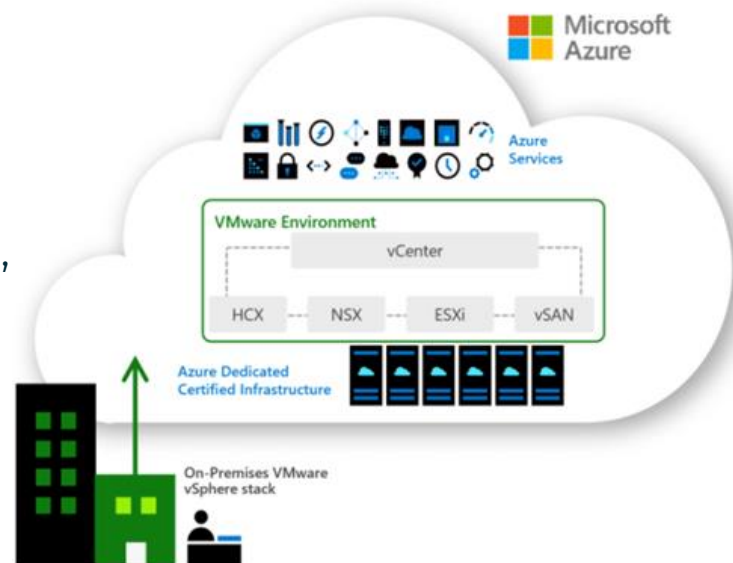 Microsoft
Azure
Azure
Services
VMware Environment
vCenter
,
HCX NSX ESXi vSAN
Azure Dedicated
Certified Infrastructure
On-Premises VMware
vSphere stack